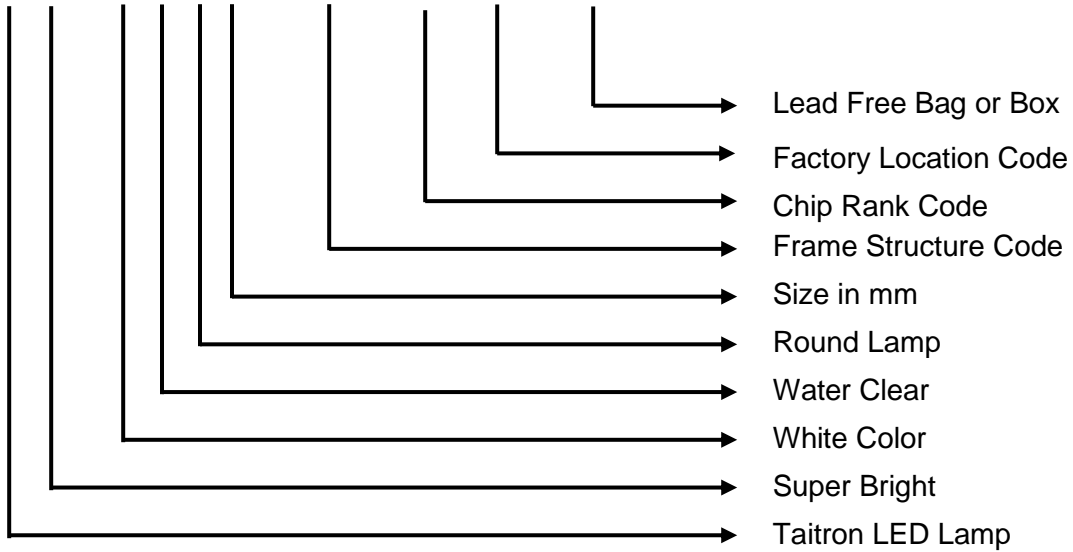 Lead Free Bag or Box
Factory Location Code
Chip Rank Code
Frame Structure Code
Size in mm
Round Lamp
Water Clear
White Color
Super Bright
Taitron LED Lamp